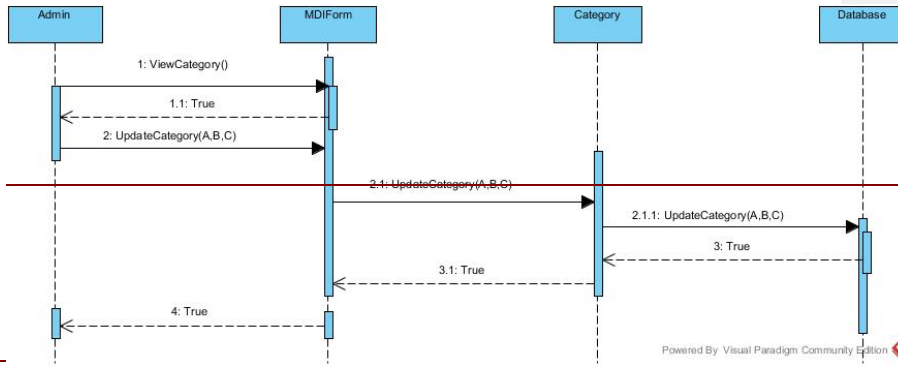 Admin
MDIForm
Category
Database
1: ViewCategory()
1.1: True
2: UpdateCategory(A,B,C)
2.1: UpdateCategory(A,B,C)
2.1.1: UpdateCategory(A,B,C)
3: True
3.1: True
4: True
Powered By Visual Paradigm Community Edition